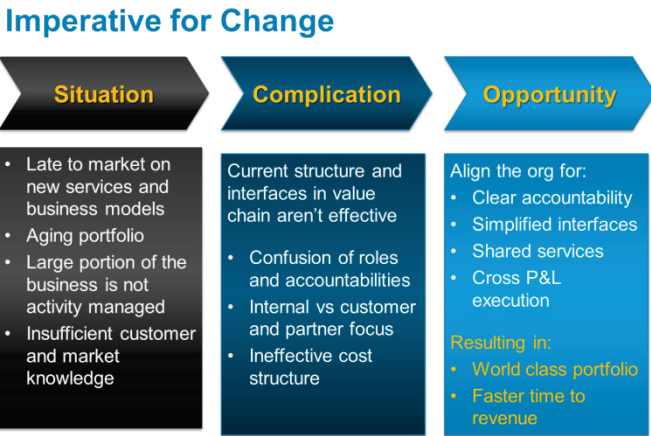 Imperative for Change
Situation
Complication
Opportunity
• Late to market on
new services and
business models
• Aging portfolio
• Large portion of the
business is not
activity managed
• Insufficient customer
and market
knowledge
Current structure and
interfaces in value
chain aren’t effective
• Confusion of roles
and accountabilities
• Internal vs customer
and partner focus
• Ineffective cost
structure
Align the org for:
• Clear accountability
• Simplified interfaces
• Shared services
• Cross P&L
execution
Resulting in:
• World class portfolio
• Faster time to
revenue